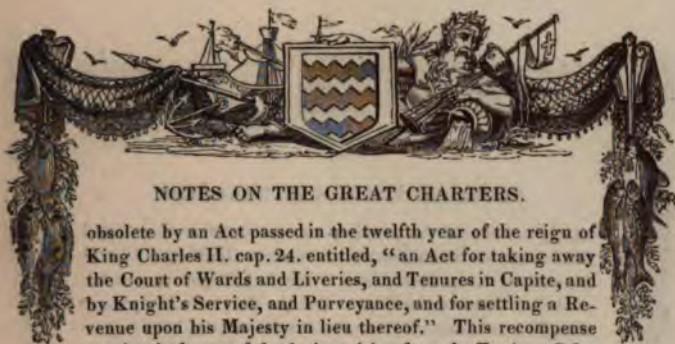 NOTES ON THE GREAT CHARTERS.
obsolete by an Act passed in the twelfth year of the reign of
King Charles II. cap. 24. entitled, "an Act for taking away
the Court of Wards and Liveries, and Tenures in Capite, and
by Knight's Service, and Purveyance, and for settling a Re-
venue upon his Majesty in lieu thereof." This recompense